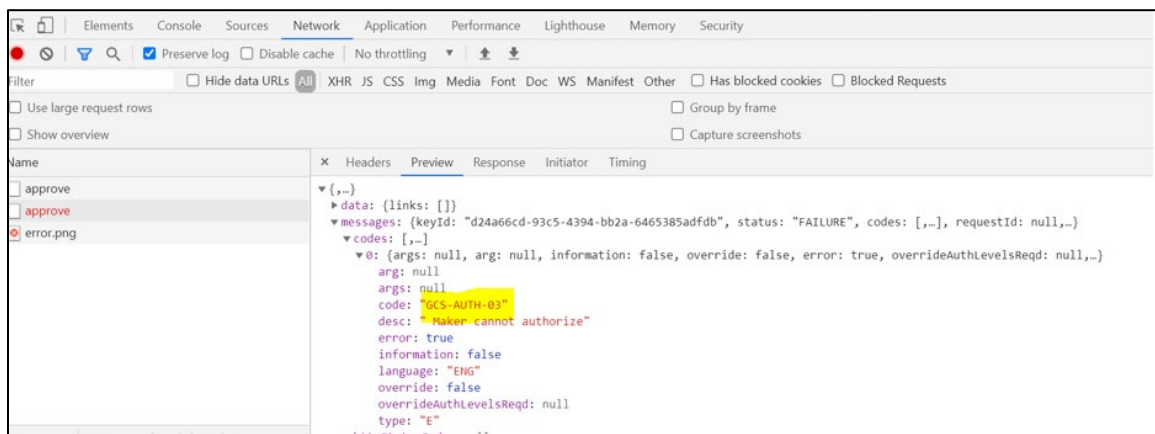 Elements Console Sources Network Application Performance Lighthouse Memory Security
Preserve log Disable cache No throttling
Filter Hide data URLs All XHR JS CSS Img Media Font Doc WS Manifest Other Has blocked cookies Blocked Requests
Use large request rows Group by frame
Show overview Capture screenshots
Name × Headers Preview Response Initiator Timing
approve
approve
error.png
{,…}
data: {links: []}
messages: {keyId: "d24a66cd-93c5-4394-bb2a-6465385adfdb", status: "FAILURE", codes: [,…], requestId: null,…}
codes: [,…]
0: {args: null, arg: null, information: false, override: false, error: true, overrideAuthLevelsReqd: null,…}
arg: null
args: null
code: "GCS-AUTH-03"
desc: " Maker cannot authorize"
error: true
information: false
language: "ENG"
override: false
overrideAuthLevelsReqd: null
type: "E"